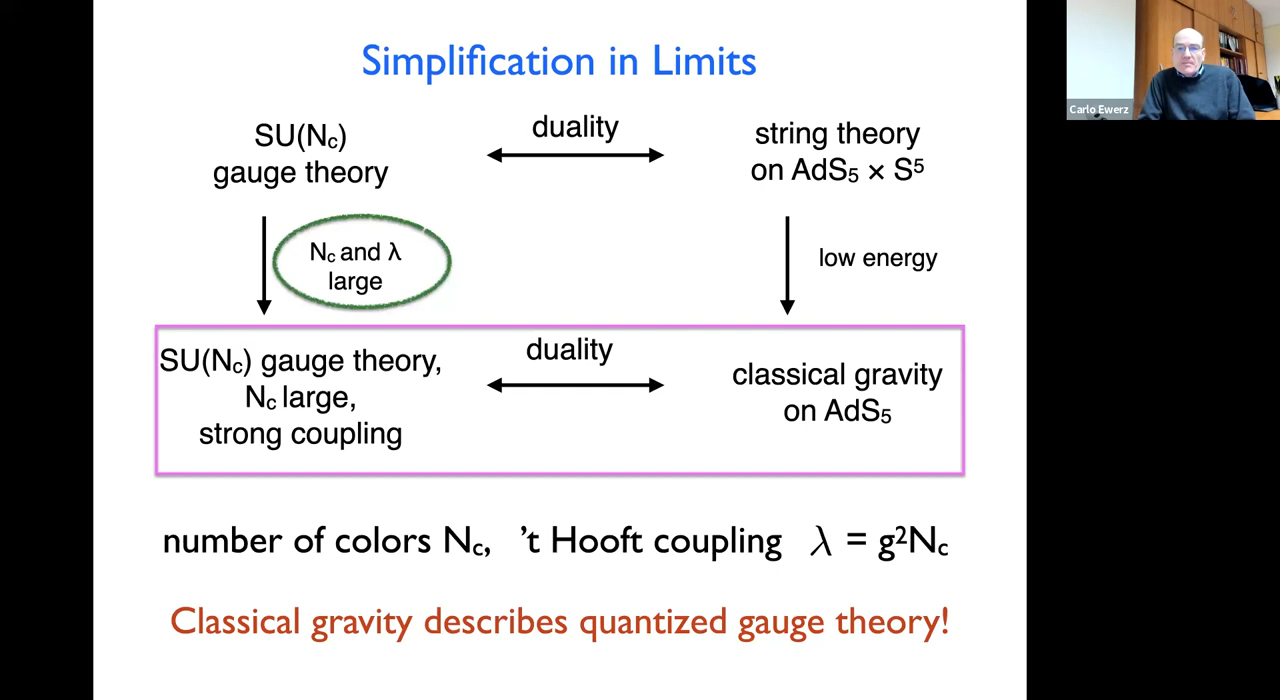 Simplification in Limits
SU(Nc)
gauge theory
duality
string theory
on AdS5 × S5
Nc and λ
large
low energy
SU(Nc) gauge theory,
Nc large,
strong coupling
duality
classical gravity
on AdS5
number of colors Nc, ’t Hooft coupling λ = g²Nc
Classical gravity describes quantized gauge theory!
Carlo Ewerz